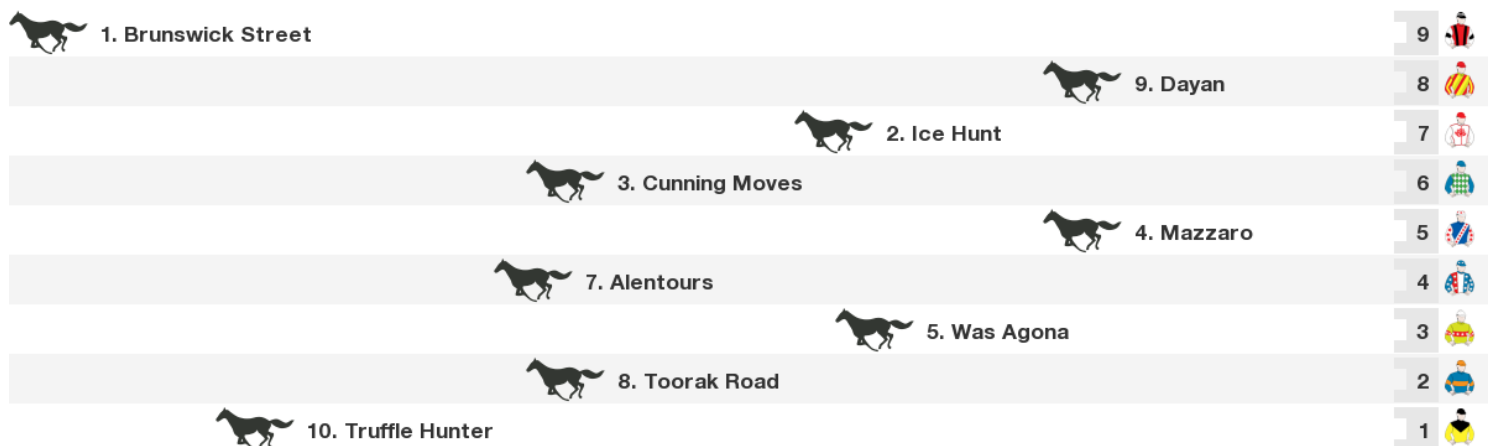 1. Brunswick Street 9
9. Dayan 8
2. Ice Hunt 7
3. Cunning Moves 6
4. Mazzaro 5
7. Alentours 4
5. Was Agona 3
8. Toorak Road 2
10. Truffle Hunter 1